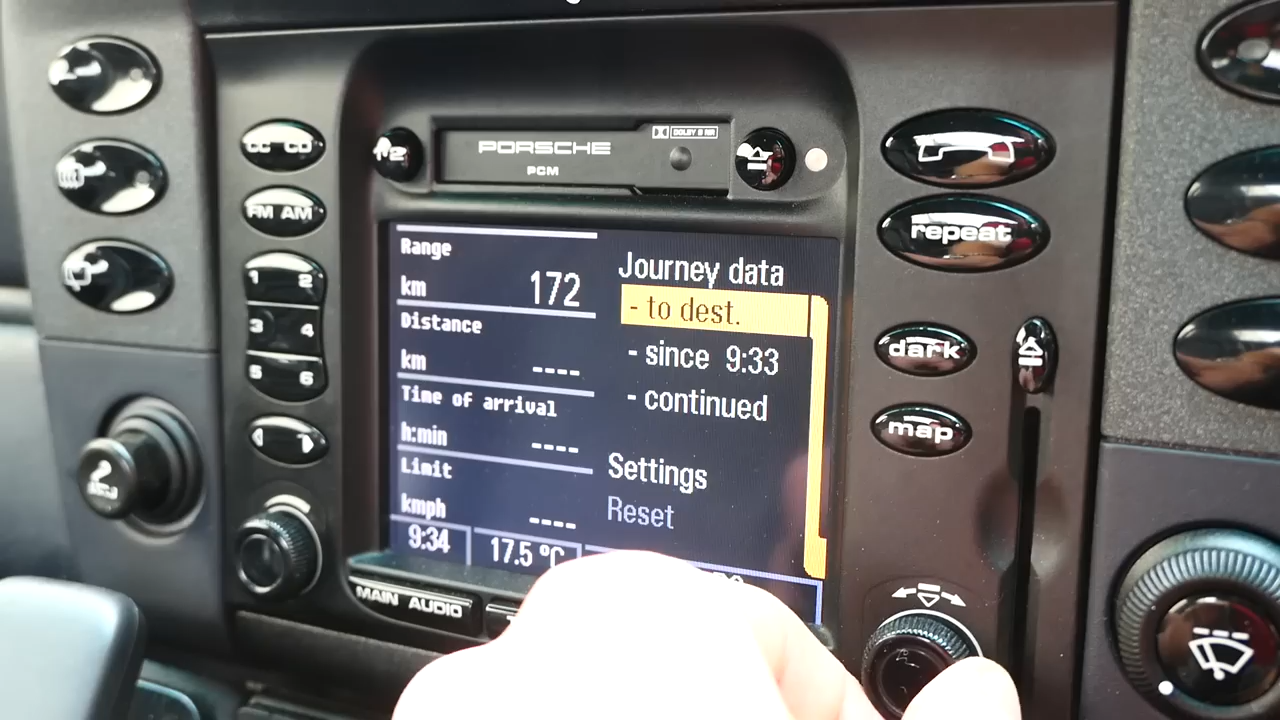 DOLBY B NR
PORSCHE
PCM
CC CD
FM AM
1 2
3 4
5 6
repeat
dark
map
Range
km 172
Distance
km ----
Time of arrival
h:min ----
Limit
kmph ----
9:34 17.5 °C
Journey data
- to dest.
- since 9:33
- continued
Settings
Reset
MAIN AUDIO